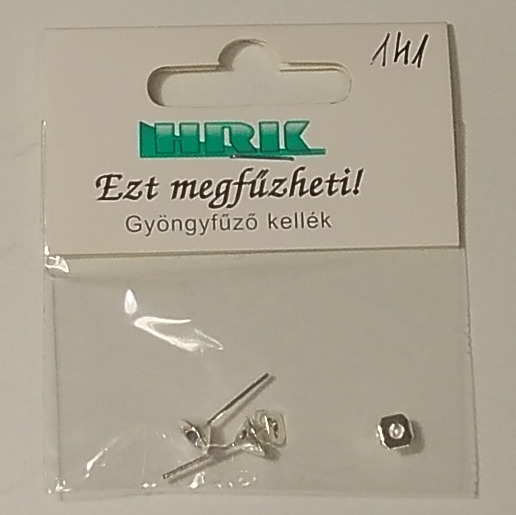 141
HRK
Ezt megfűzheti!
Gyöngyfűző kellék